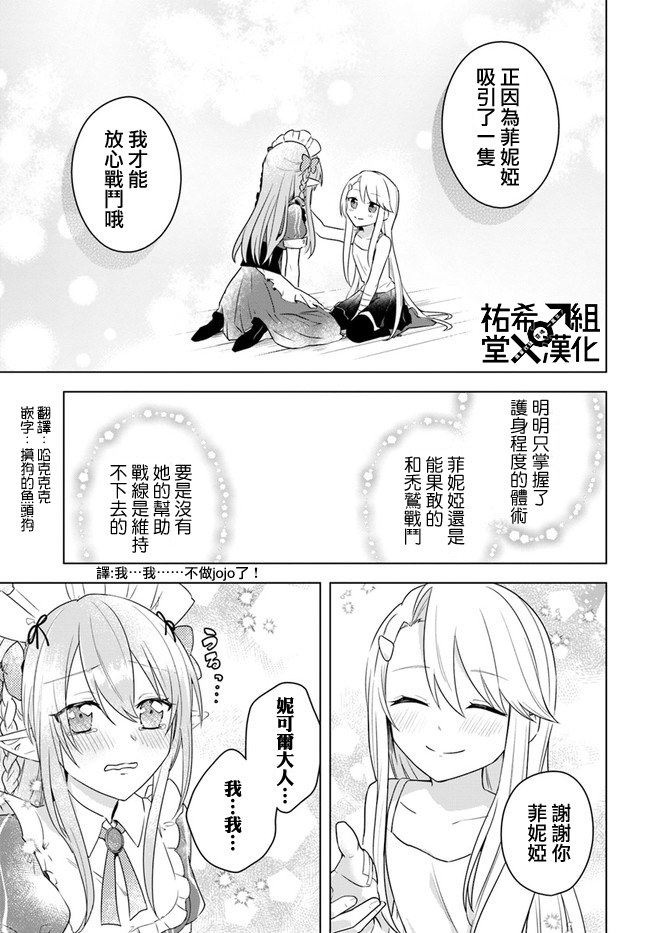 正因為菲妮婭
吸引了一隻
我才能
放心戰鬥哦
祐希
堂
組
漢化
明明只掌握了
護身程度的體術
菲妮婭還是
能果敢的
和禿鷲戰鬥
要是沒有
她的幫助
戰線是維持
不下去的
翻譯：哈克克克
嵌字：摸狗的魚頭狗
譯:我…我……不做jojo了！
謝謝你
菲妮婭
うるっ…
妮可爾大人…
我…我…